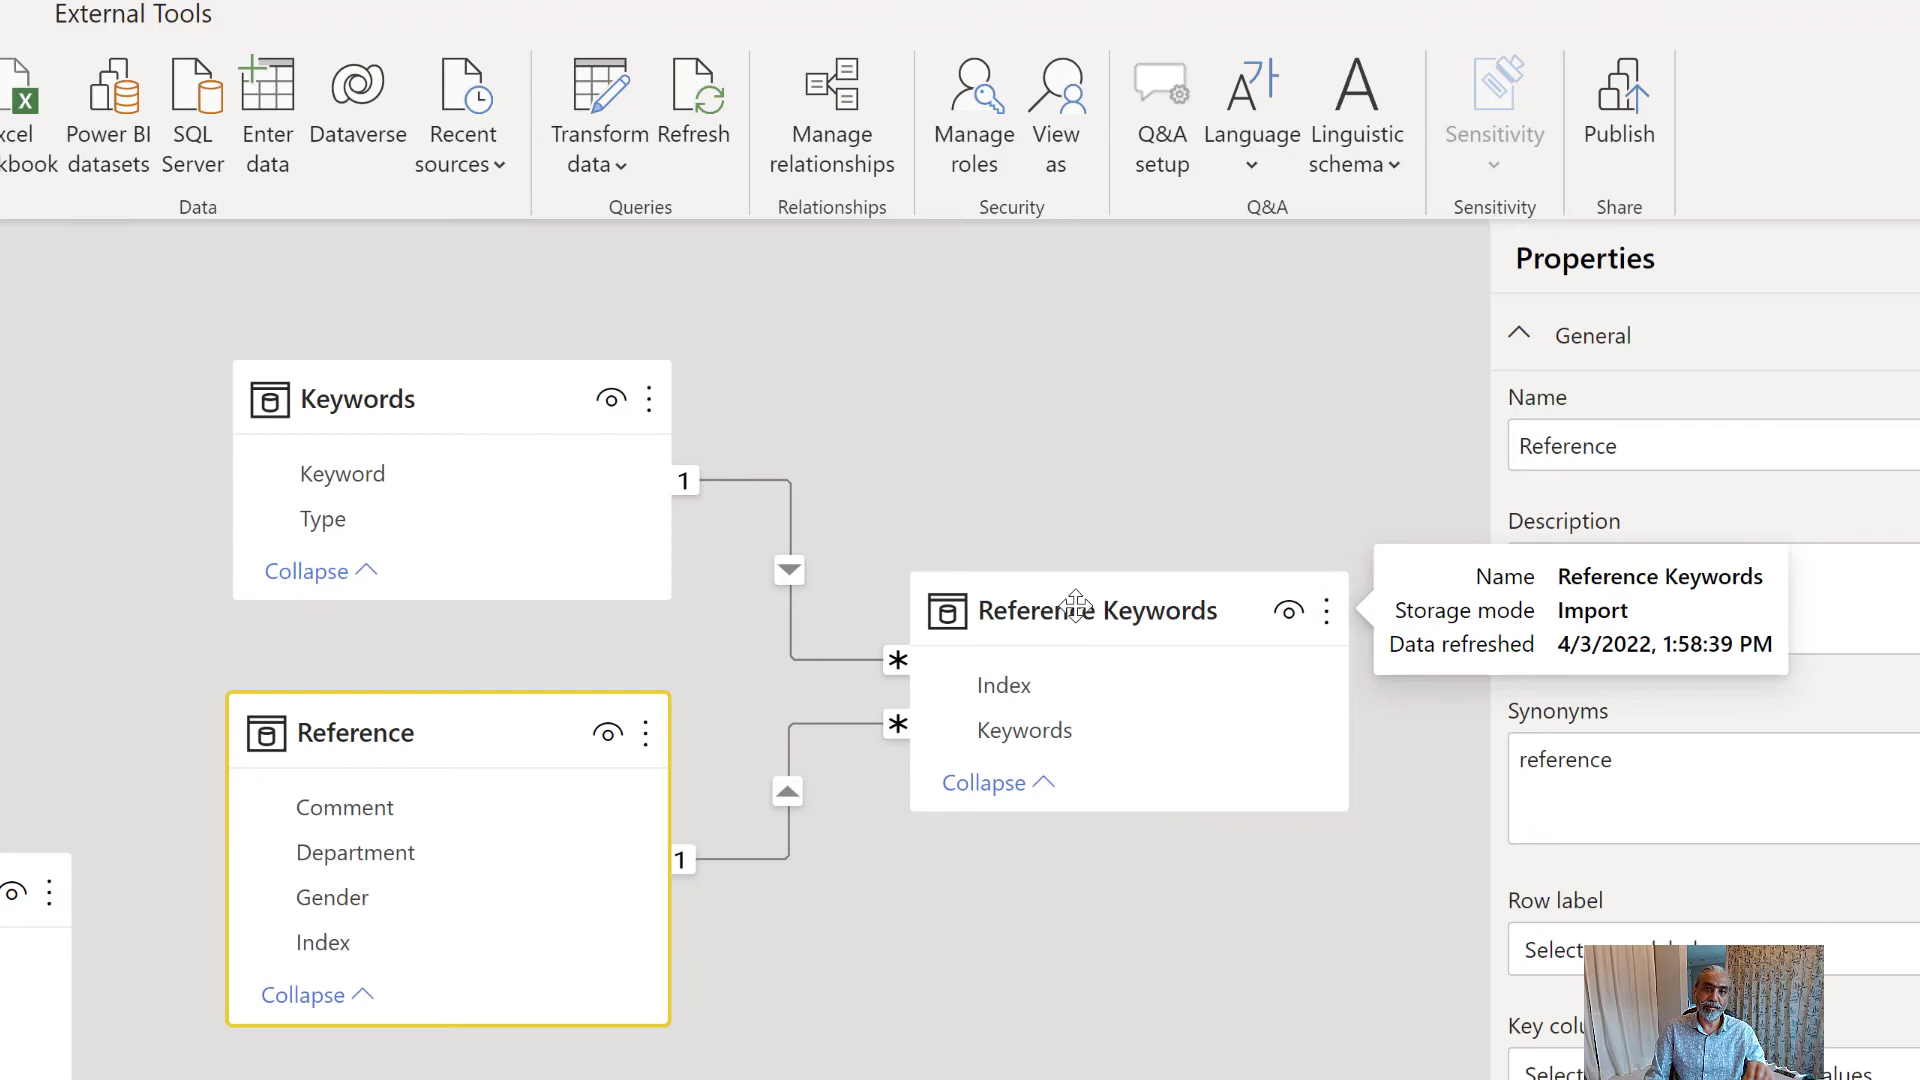 External Tools
xcel
kbook
Power BI
datasets
SQL
Server
Enter
data
Dataverse
Recent
sources
Transform
data
Refresh
Manage
relationships
Manage
roles
View
as
Q&A
setup
Language
Linguistic
schema
Sensitivity
Publish
Data
Queries
Relationships
Security
Q&A
Sensitivity
Share
Keywords
Keyword
Type
Collapse
1
*
Reference
Comment
Department
Gender
Index
Collapse
1
*
Reference Keywords
Index
Keywords
Collapse
Name Reference Keywords
Storage mode Import
Data refreshed 4/3/2022, 1:58:39 PM
Properties
General
Name
Reference
Description
Synonyms
reference
Row label
Select
Key colu
Select
alues